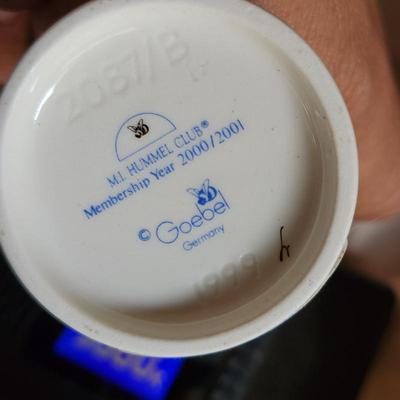 2087/B
M.I. HUMMEL CLUB®
Membership Year 2000/2001
© Goebel
Germany
1999